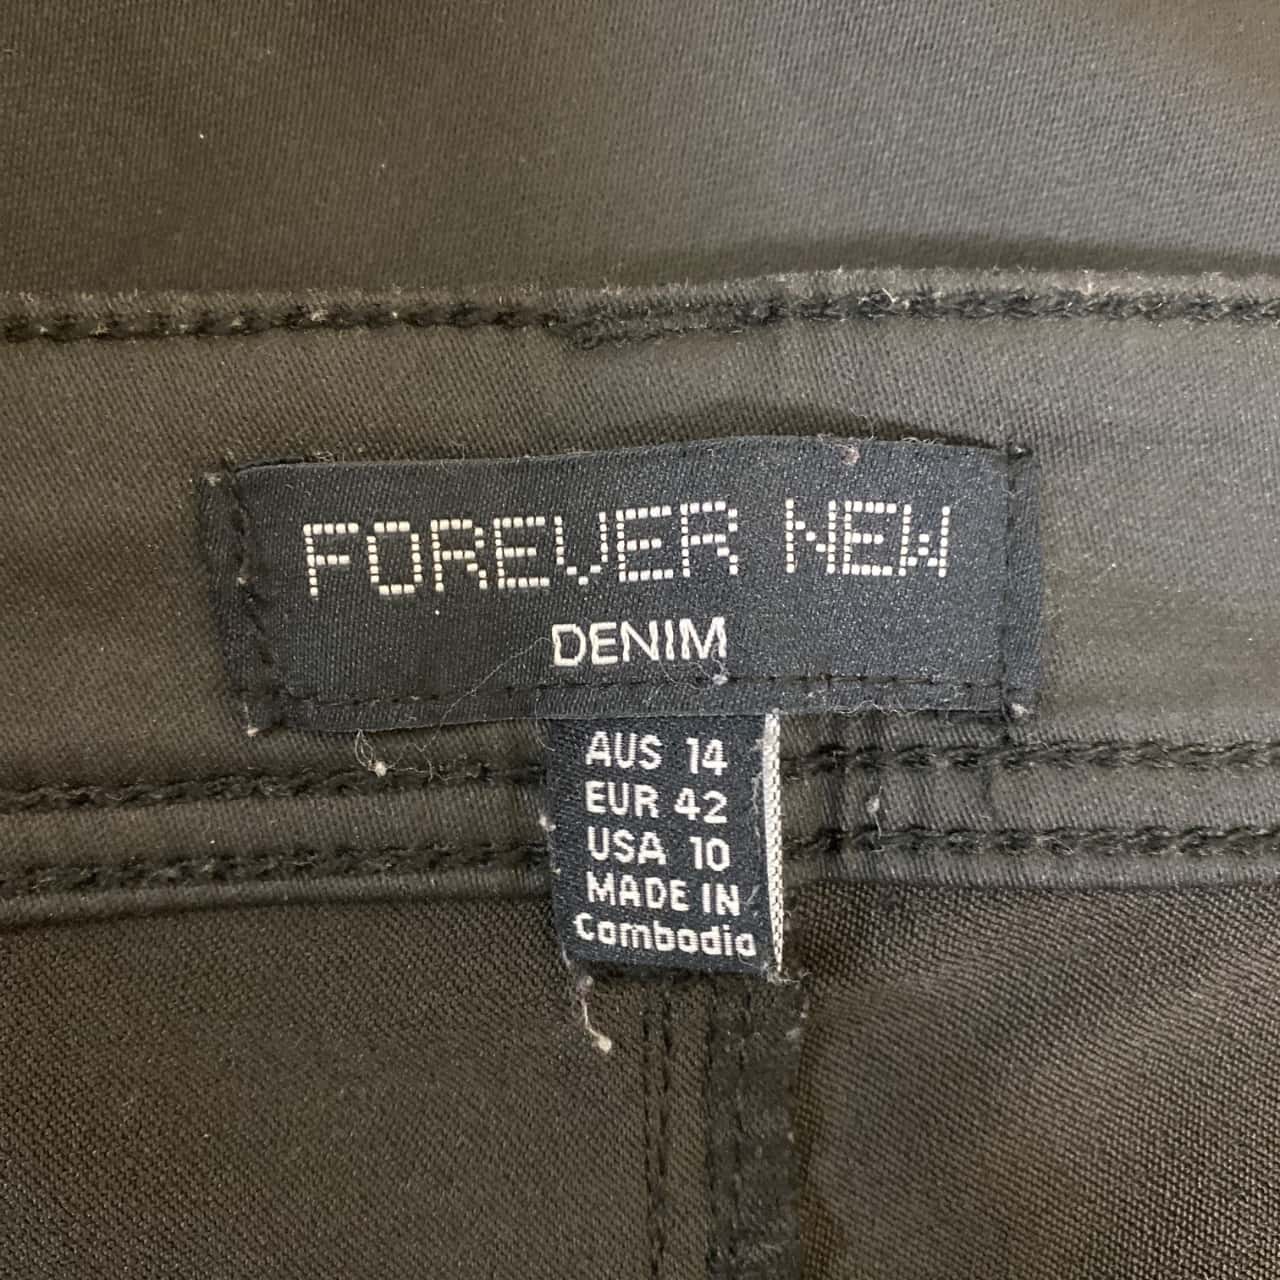 FOREVER NEW
DENIM
AUS 14
EUR 42
USA 10
MADE IN
Cambodia